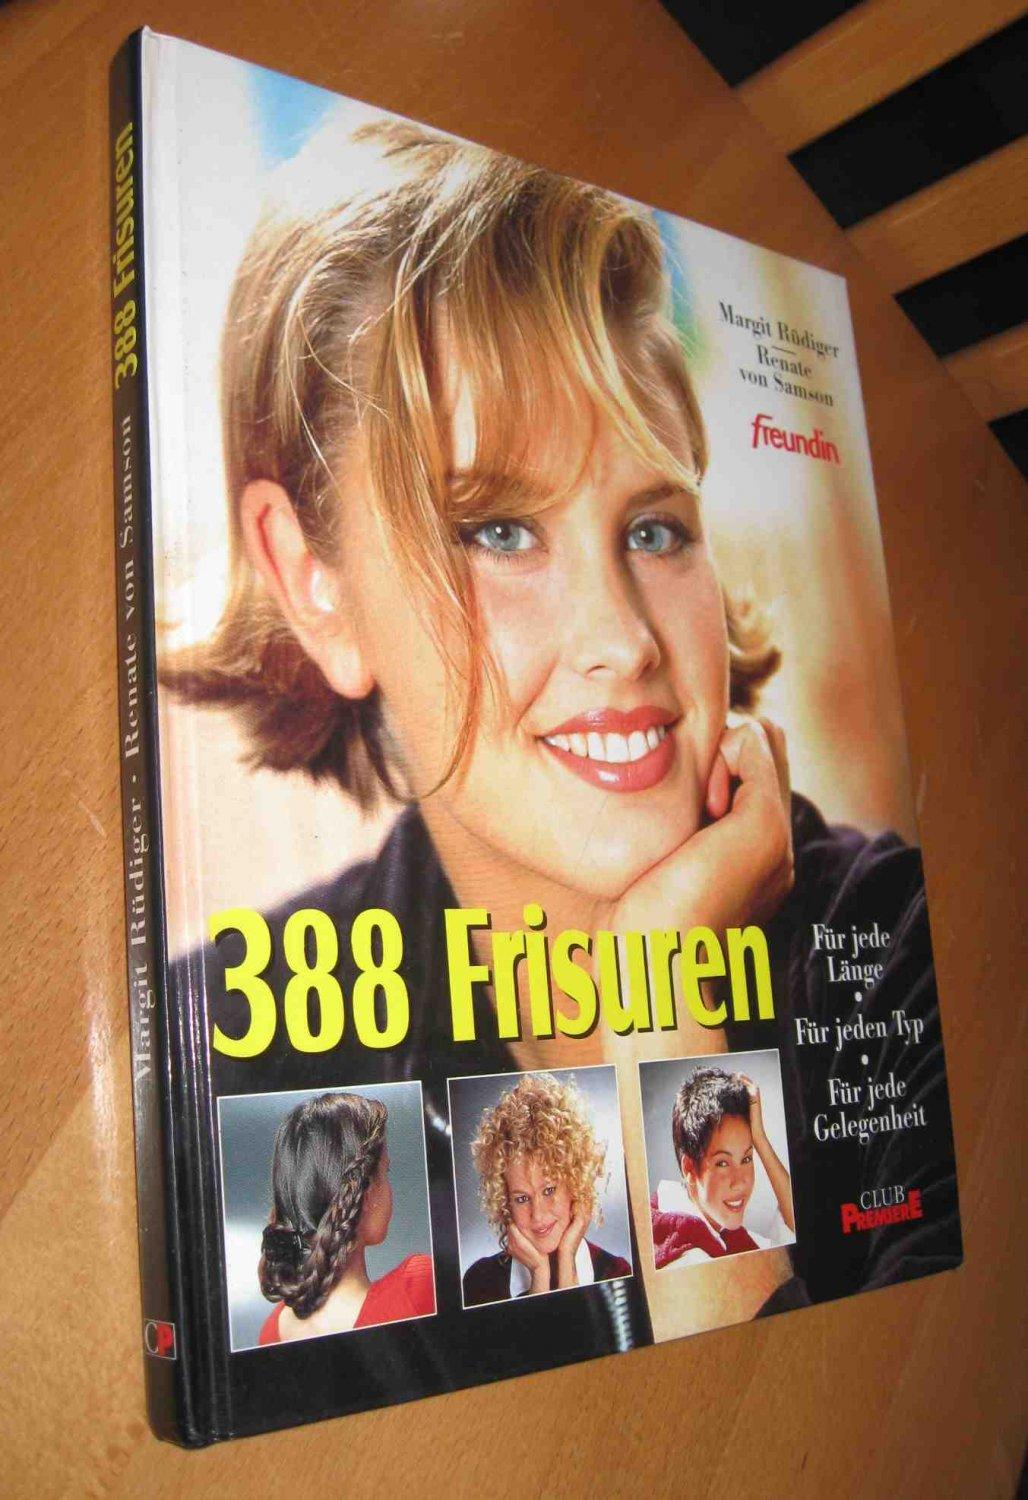 Margit Rüdiger · Renate von Samson 388 Frisuren
CP
Margit Rüdiger
Renate
von Samson
freundin
388 Frisuren
Für jede
Länge
•
Für jeden Typ
•
Für jede
Gelegenheit
CLUB
PREMIERE